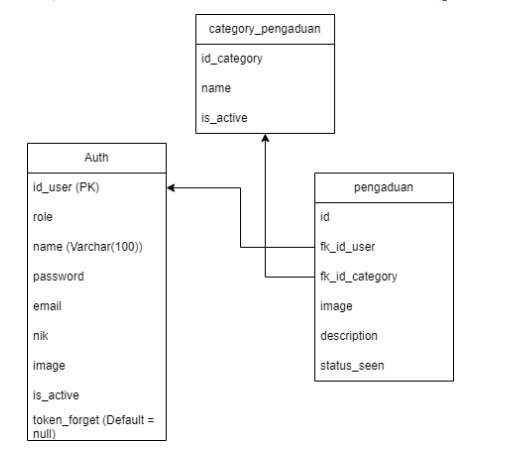 category_pengaduan
id_category
name
is_active
Auth
id_user (PK)
role
name (Varchar(100))
password
email
nik
image
is_active
token_forget (Default =
null)
pengaduan
id
fk_id_user
fk_id_category
image
description
status_seen